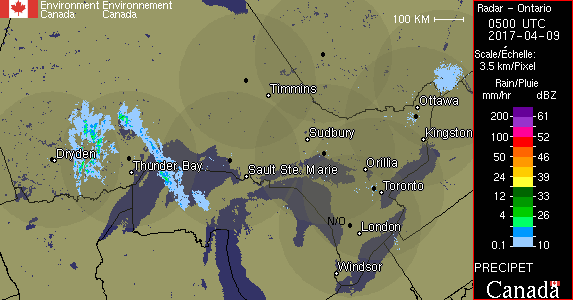 Environment Environnement
Canada Canada
100 KM
Timmins
Ottawa
Sudbury
Kingston
Dryden
Thunder Bay
Sault Ste. Marie
Orillia
Toronto
N/O
London
Windsor
Radar - Ontario
0500 UTC
2017-04-09
Scale/Échelle:
3.5 km/Pixel
Rain/Pluie
mm/hr dBZ
200 61
100 52
50 46
24 39
12 33
4 26
0.1 10
PRECIPET
Canada